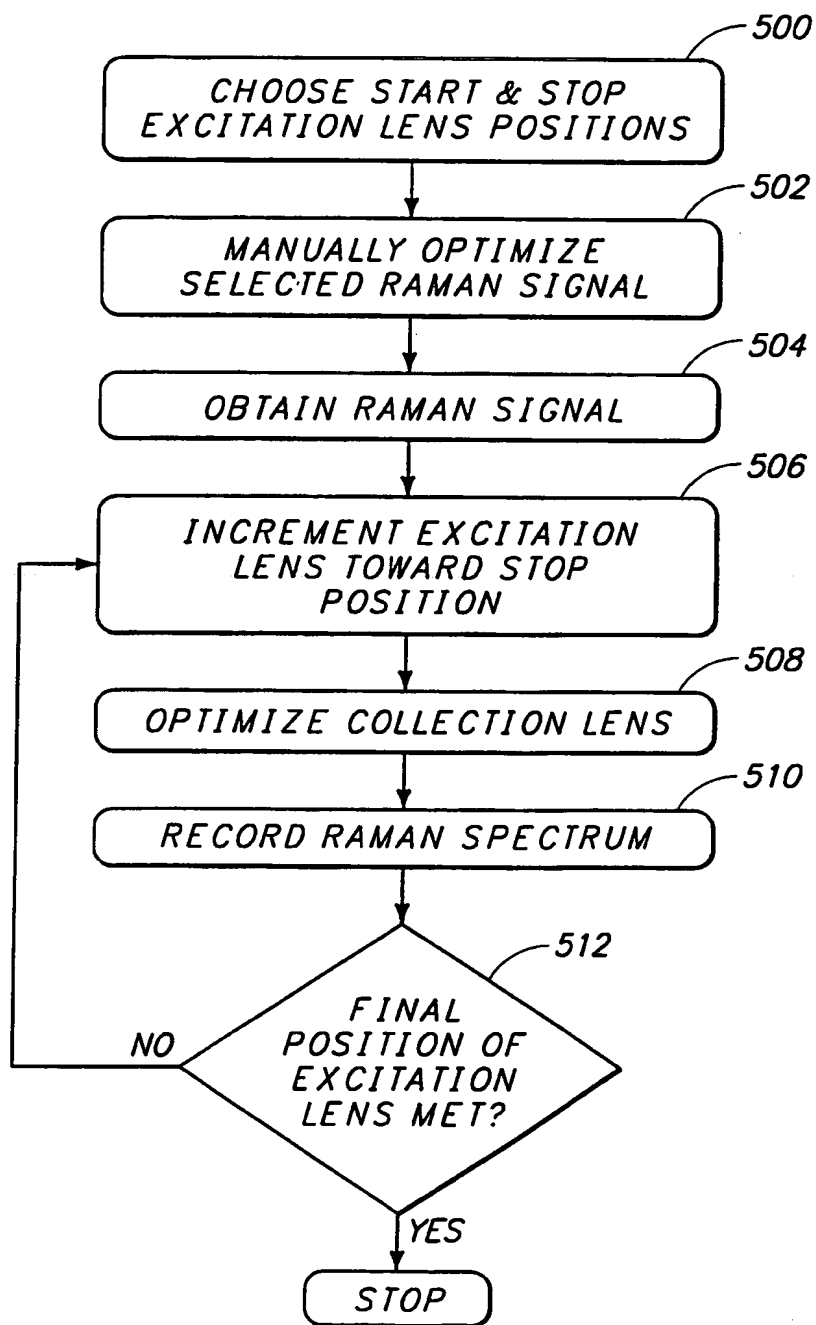 500
CHOOSE START & STOP
EXCITATION LENS POSITIONS
502
MANUALLY OPTIMIZE
SELECTED RAMAN SIGNAL
504
OBTAIN RAMAN SIGNAL
506
INCREMENT EXCITATION
LENS TOWARD STOP
POSITION
508
OPTIMIZE COLLECTION LENS
510
RECORD RAMAN SPECTRUM
512
FINAL
POSITION OF
EXCITATION
LENS MET?
NO
YES
STOP